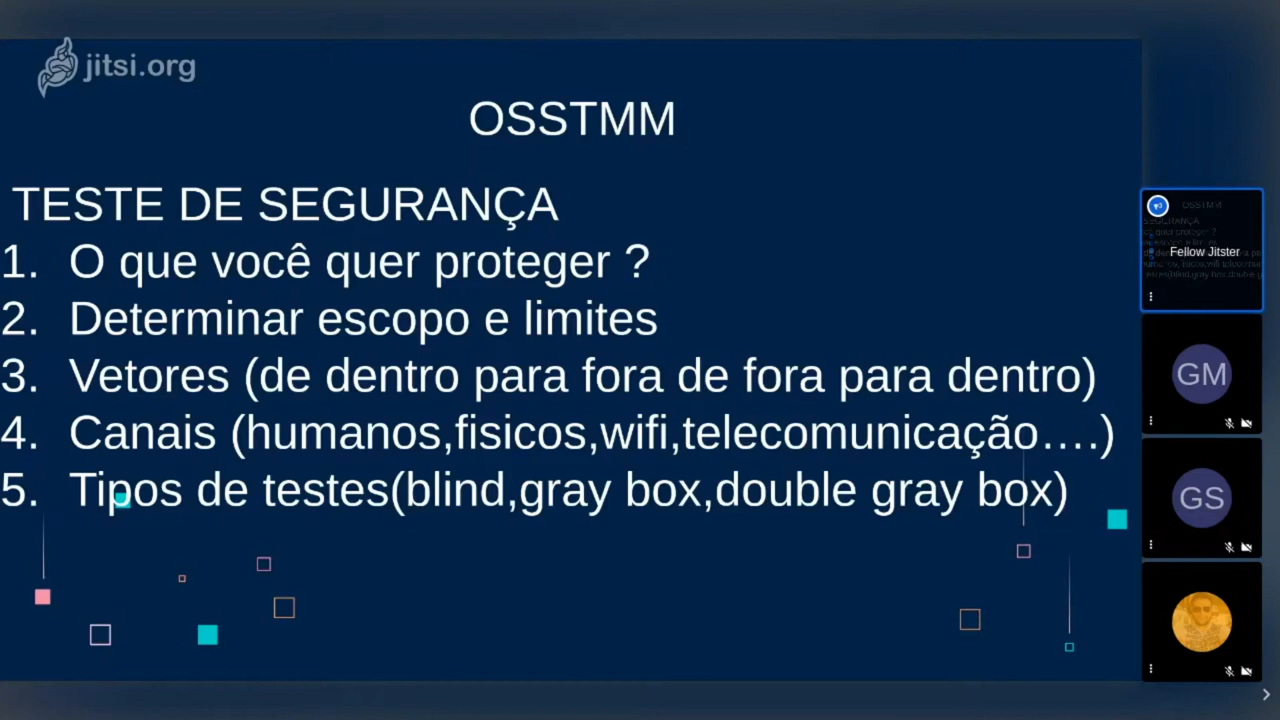 jitsi.org
OSSTMM
TESTE DE SEGURANÇA
1. O que você quer proteger ?
2. Determinar escopo e limites
3. Vetores (de dentro para fora de fora para dentro)
4. Canais (humanos,fisicos,wifi,telecomunicação....)
5. Tipos de testes(blind,gray box,double gray box)
Fellow Jitster
GM
GS